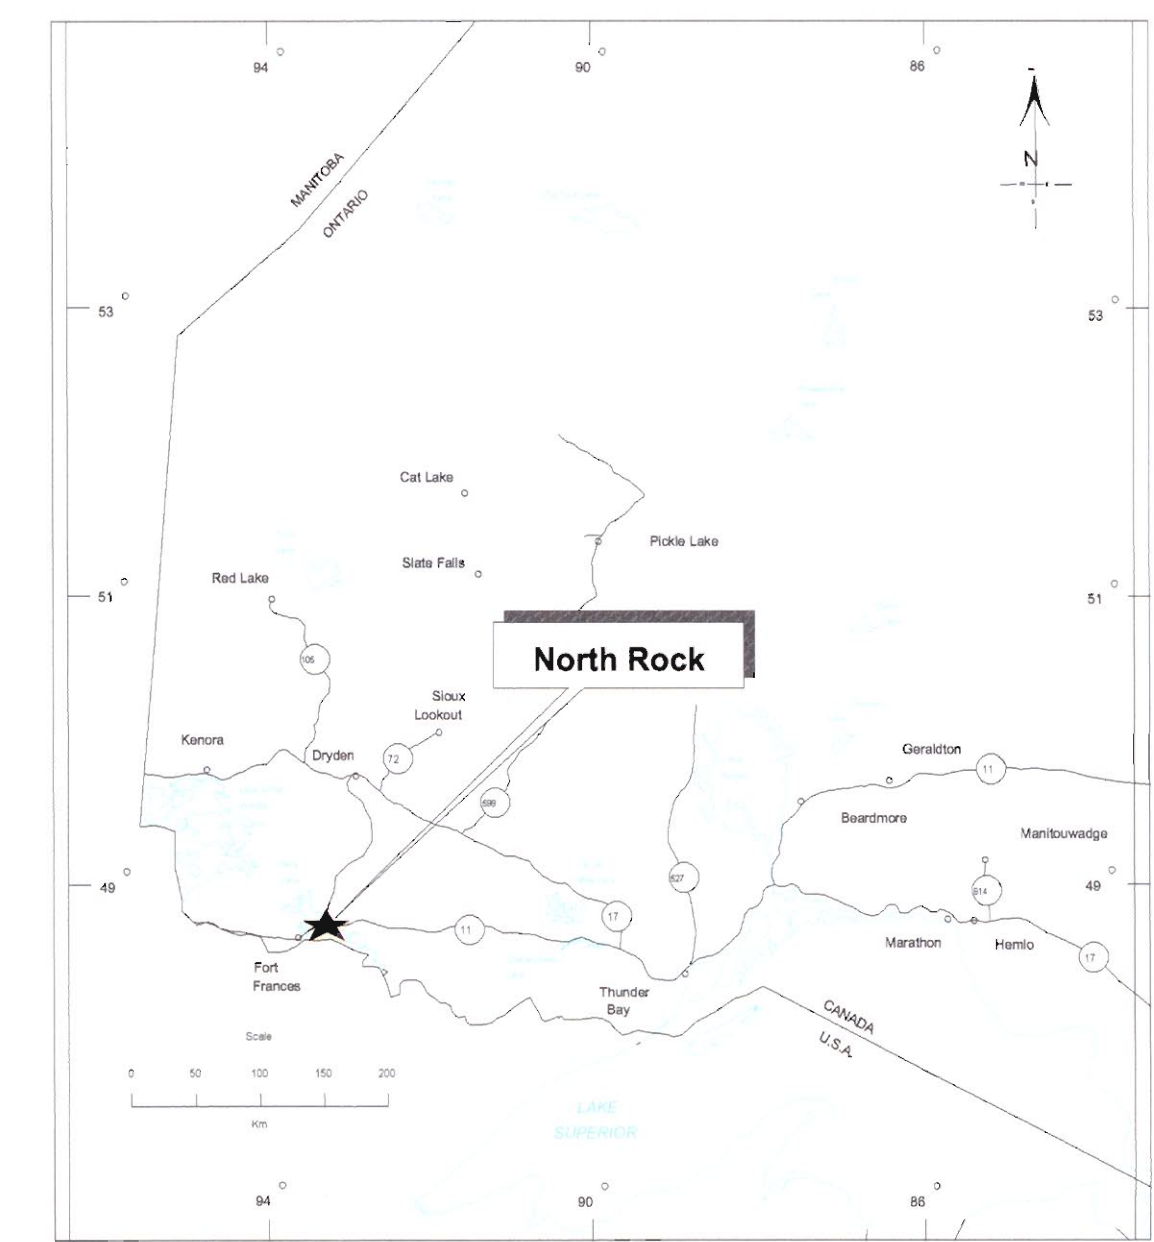 94
90
86
N
MANITOBA
ONTARIO
53
53
Cat Lake
Pickle Lake
Slate Falls
Red Lake
51
51
North Rock
105
Sioux
Lookout
Kenora
Dryden
72
Geraldton
11
599
Beardmore
Manitouwadge
49
527
614
49
17
11
Marathon
Hemlo
17
Fort
Frances
Thunder
Bay
CANADA
U.S.A.
Scale
0 50 100 150 200
Km
LAKE
SUPERIOR
94
90
86